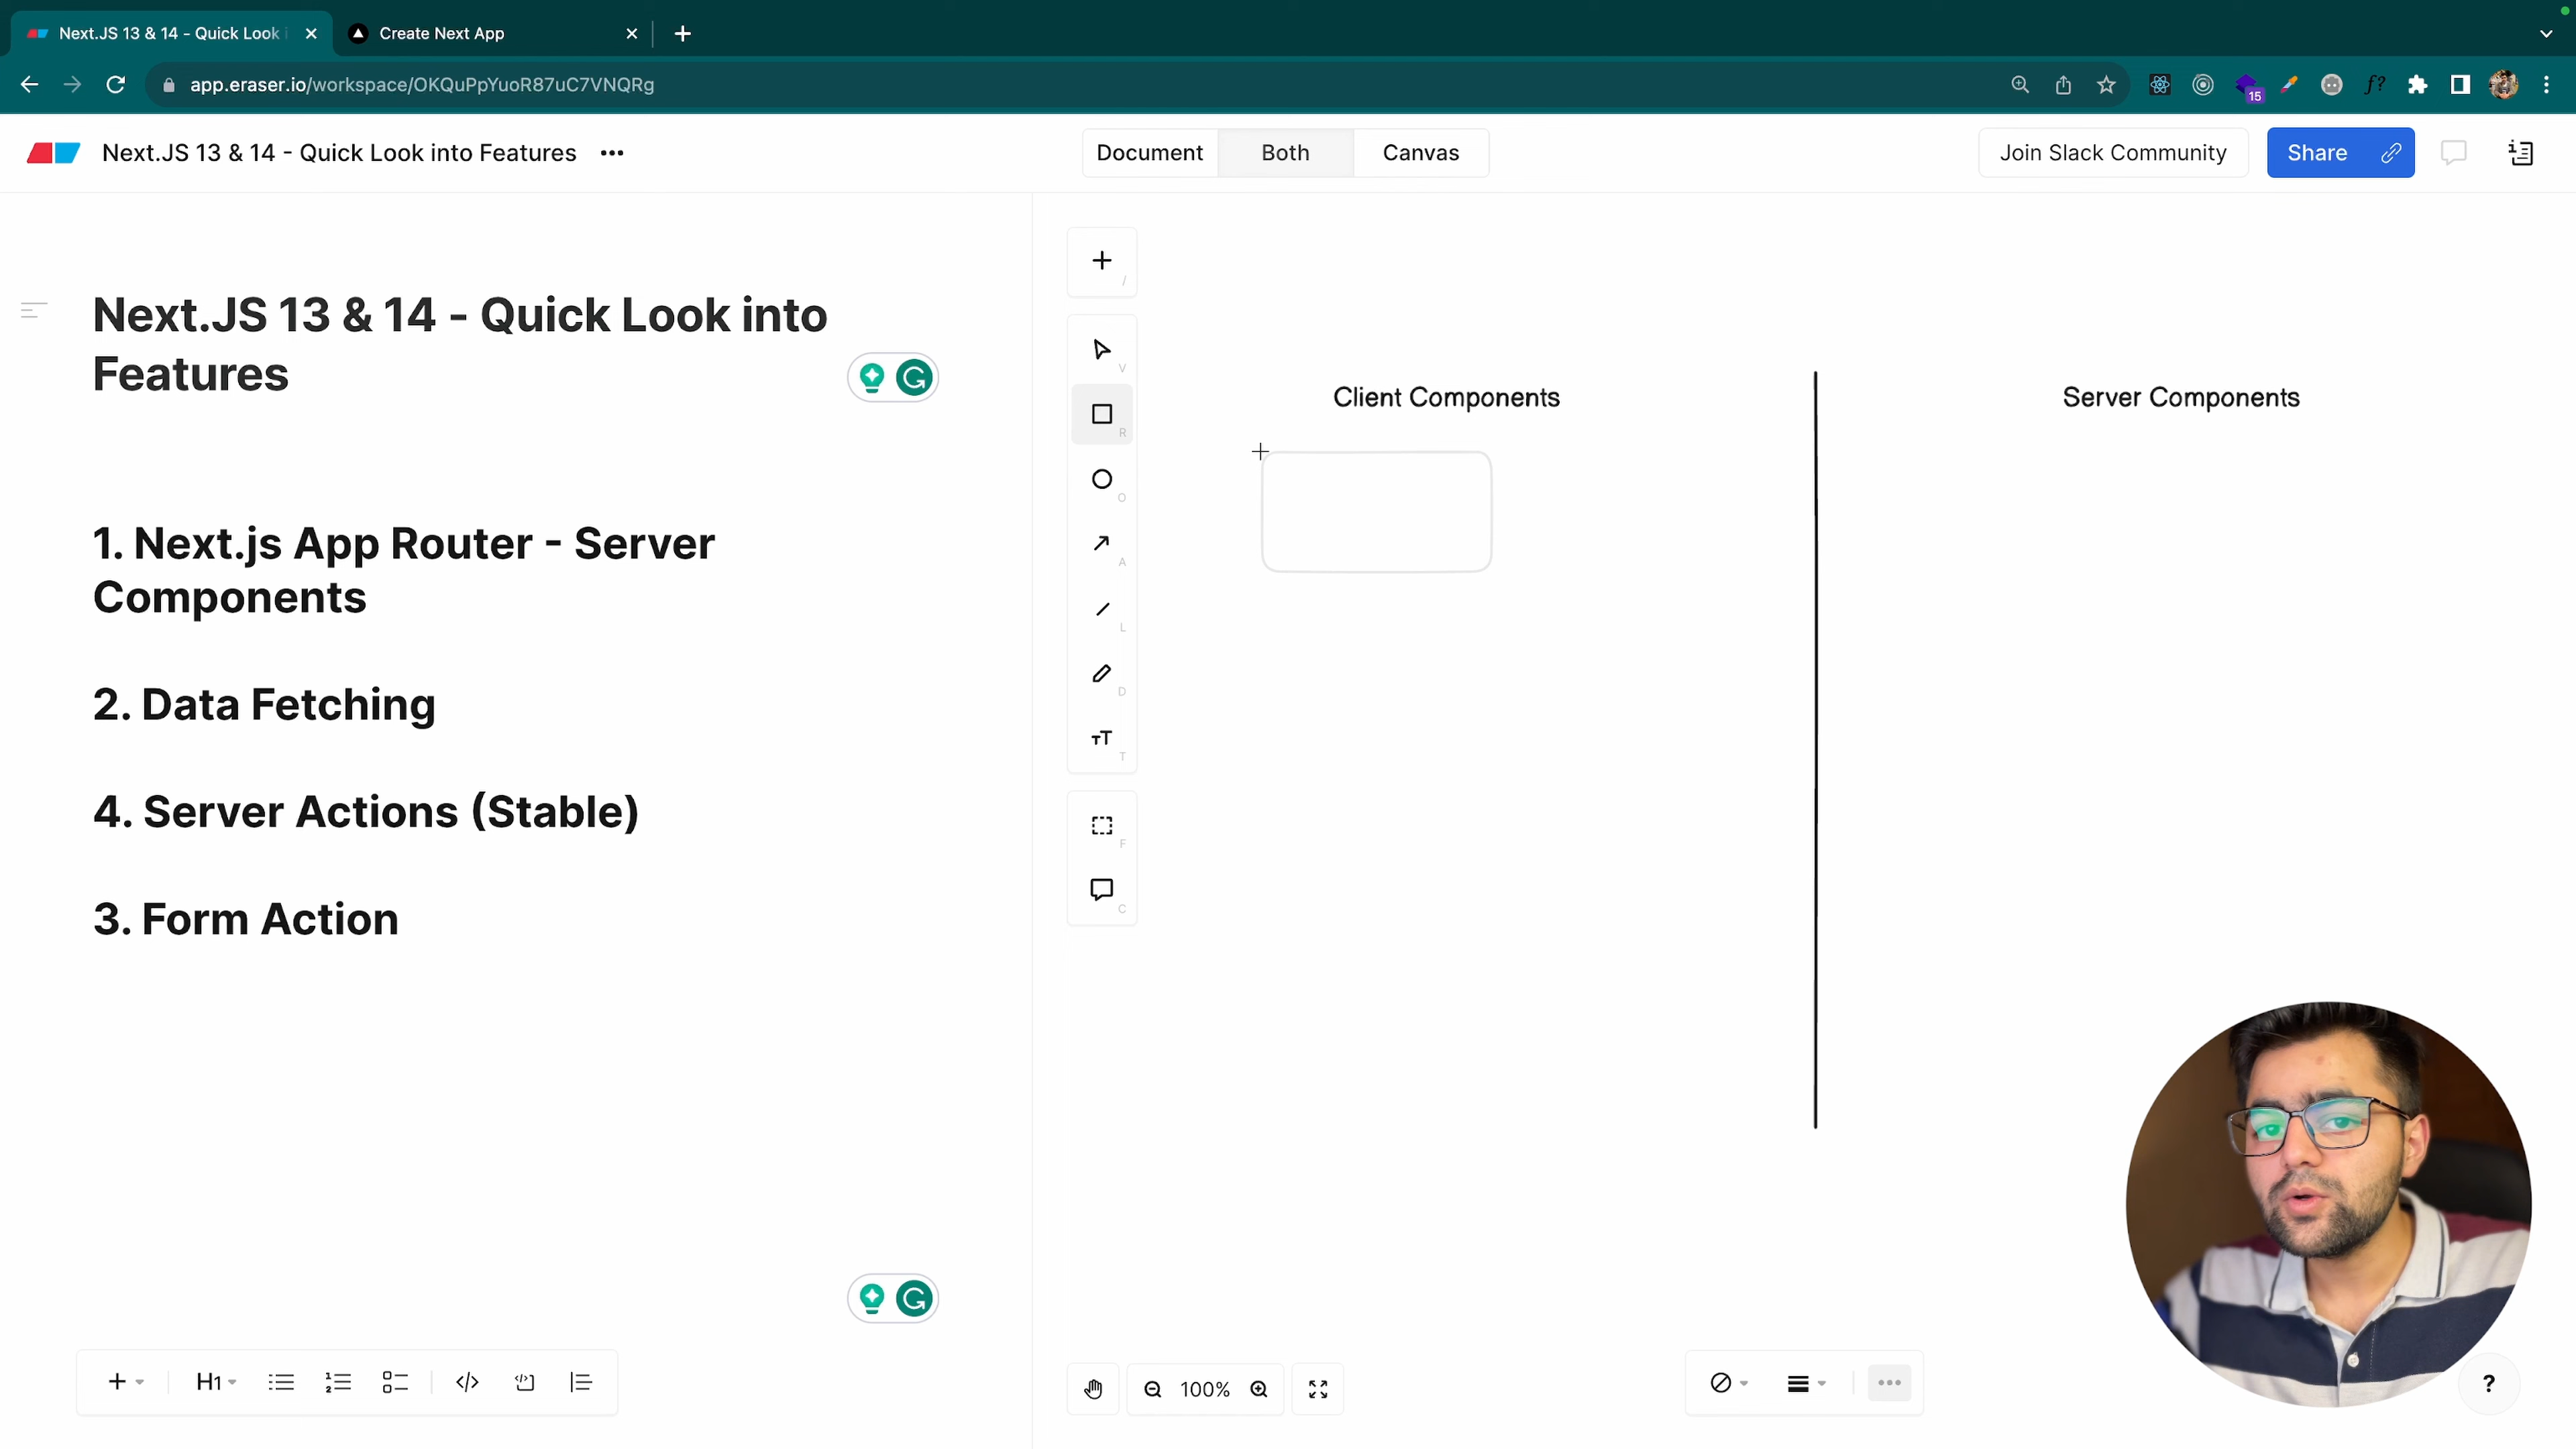 Next.JS 13 & 14 - Quick Look i
Create Next App
app.eraser.io/workspace/OKQuPpYuoR87uC7VNQRg
f?
15
Next.JS 13 & 14 - Quick Look into Features
Document
Both
Canvas
Join Slack Community
Share
Next.JS 13 & 14 - Quick Look into
Features
1. Next.js App Router - Server
Components
2. Data Fetching
4. Server Actions (Stable)
3. Form Action
/
V
R
O
A
L
D
T
F
C
Client Components
Server Components
H1
100%
?